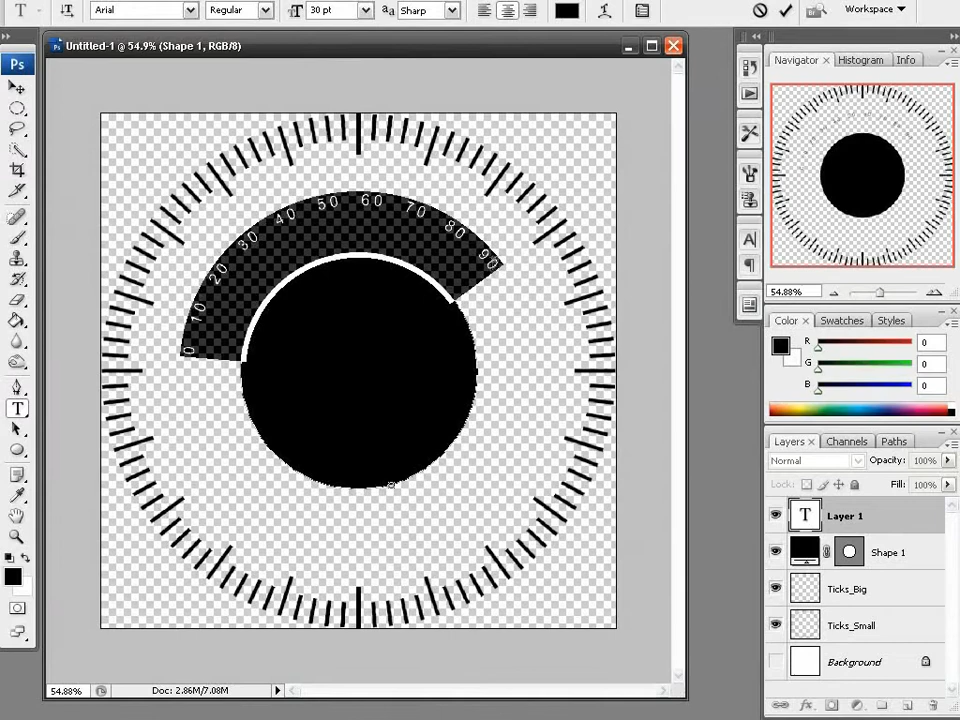 T Arial Regular 30 pt aa Sharp Workspace
Untitled-1 @ 54.9% (Shape 1, RGB/8)
Ps
0 10 20 30 40 50 60 70 80 90
54.88% Doc: 2.86M/7.08M
Navigator × Histogram Info
54.88%
Color × Swatches Styles
R 0
G 0
B 0
Layers × Channels Paths
Normal Opacity: 100%
Lock: Fill: 100%
T Layer 1
Shape 1
Ticks_Big
Ticks_Small
Background